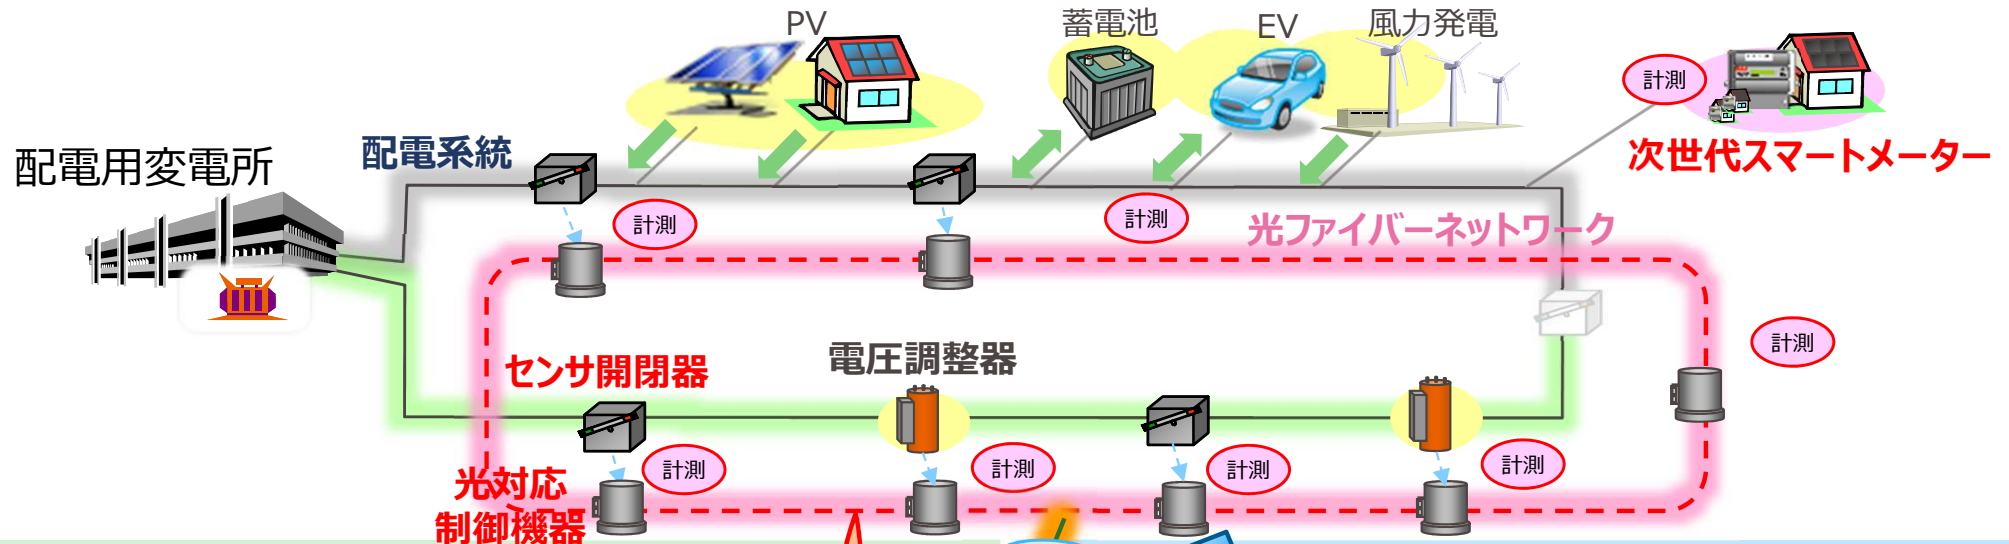 PV
蓄電池
EV
風力発電
計測
次世代スマートメーター
配電系統
配電用変電所
計測
計測
光ファイバーネットワーク
計測
センサ開閉器
電圧調整器
計測
計測
計測
計測
光対応
制御機器